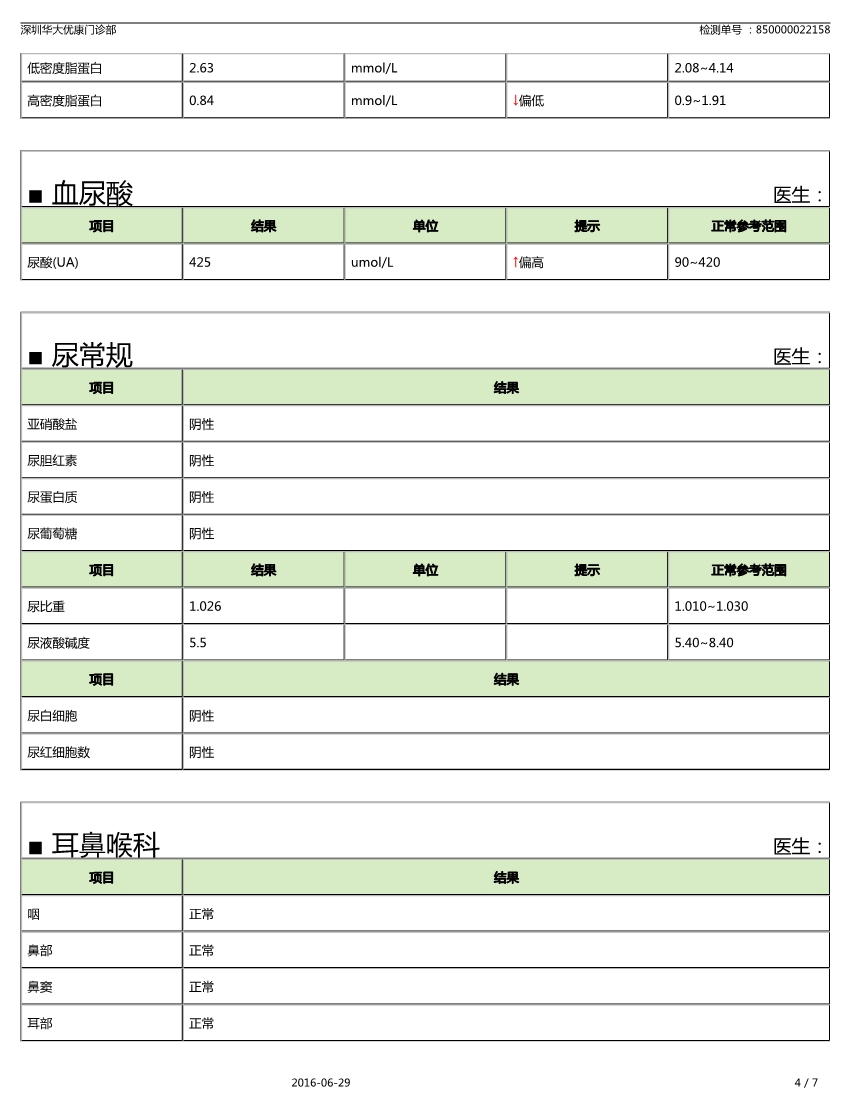 深圳华大优康门诊部 检测单号 ：850000022158
低密度脂蛋白 2.63 mmol/L 2.08~4.14
高密度脂蛋白 0.84 mmol/L ↓偏低 0.9~1.91
■ 血尿酸 医生：
项目 结果 单位 提示 正常参考范围
尿酸(UA) 425 umol/L ↑偏高 90~420
■ 尿常规 医生：
项目 结果
亚硝酸盐 阴性
尿胆红素 阴性
尿蛋白质 阴性
尿葡萄糖 阴性
项目 结果 单位 提示 正常参考范围
尿比重 1.026 1.010~1.030
尿液酸碱度 5.5 5.40~8.40
项目 结果
尿白细胞 阴性
尿红细胞数 阴性
■ 耳鼻喉科 医生：
项目 结果
咽 正常
鼻部 正常
鼻窦 正常
耳部 正常
2016-06-29 4 / 7